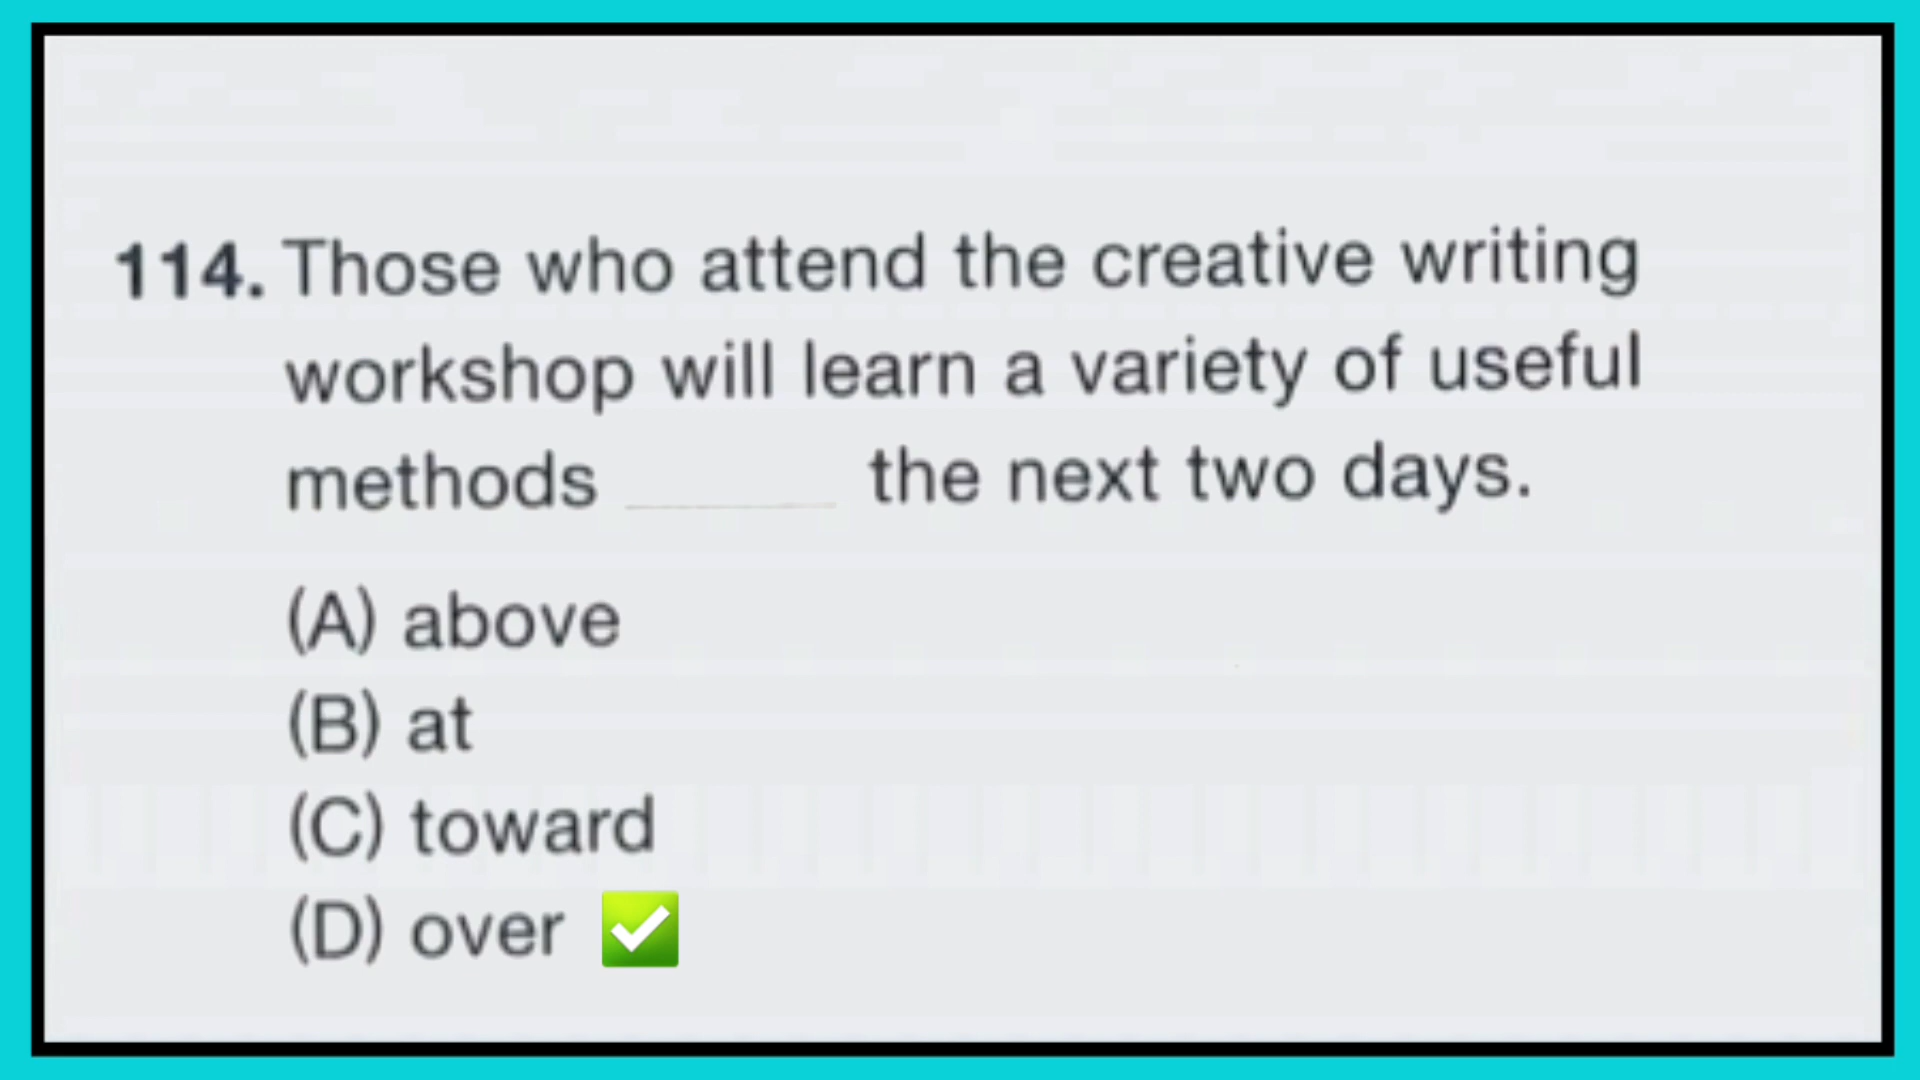 114. Those who attend the creative writing
workshop will learn a variety of useful
methods ______ the next two days.
(A) above
(B) at
(C) toward
(D) over ✅